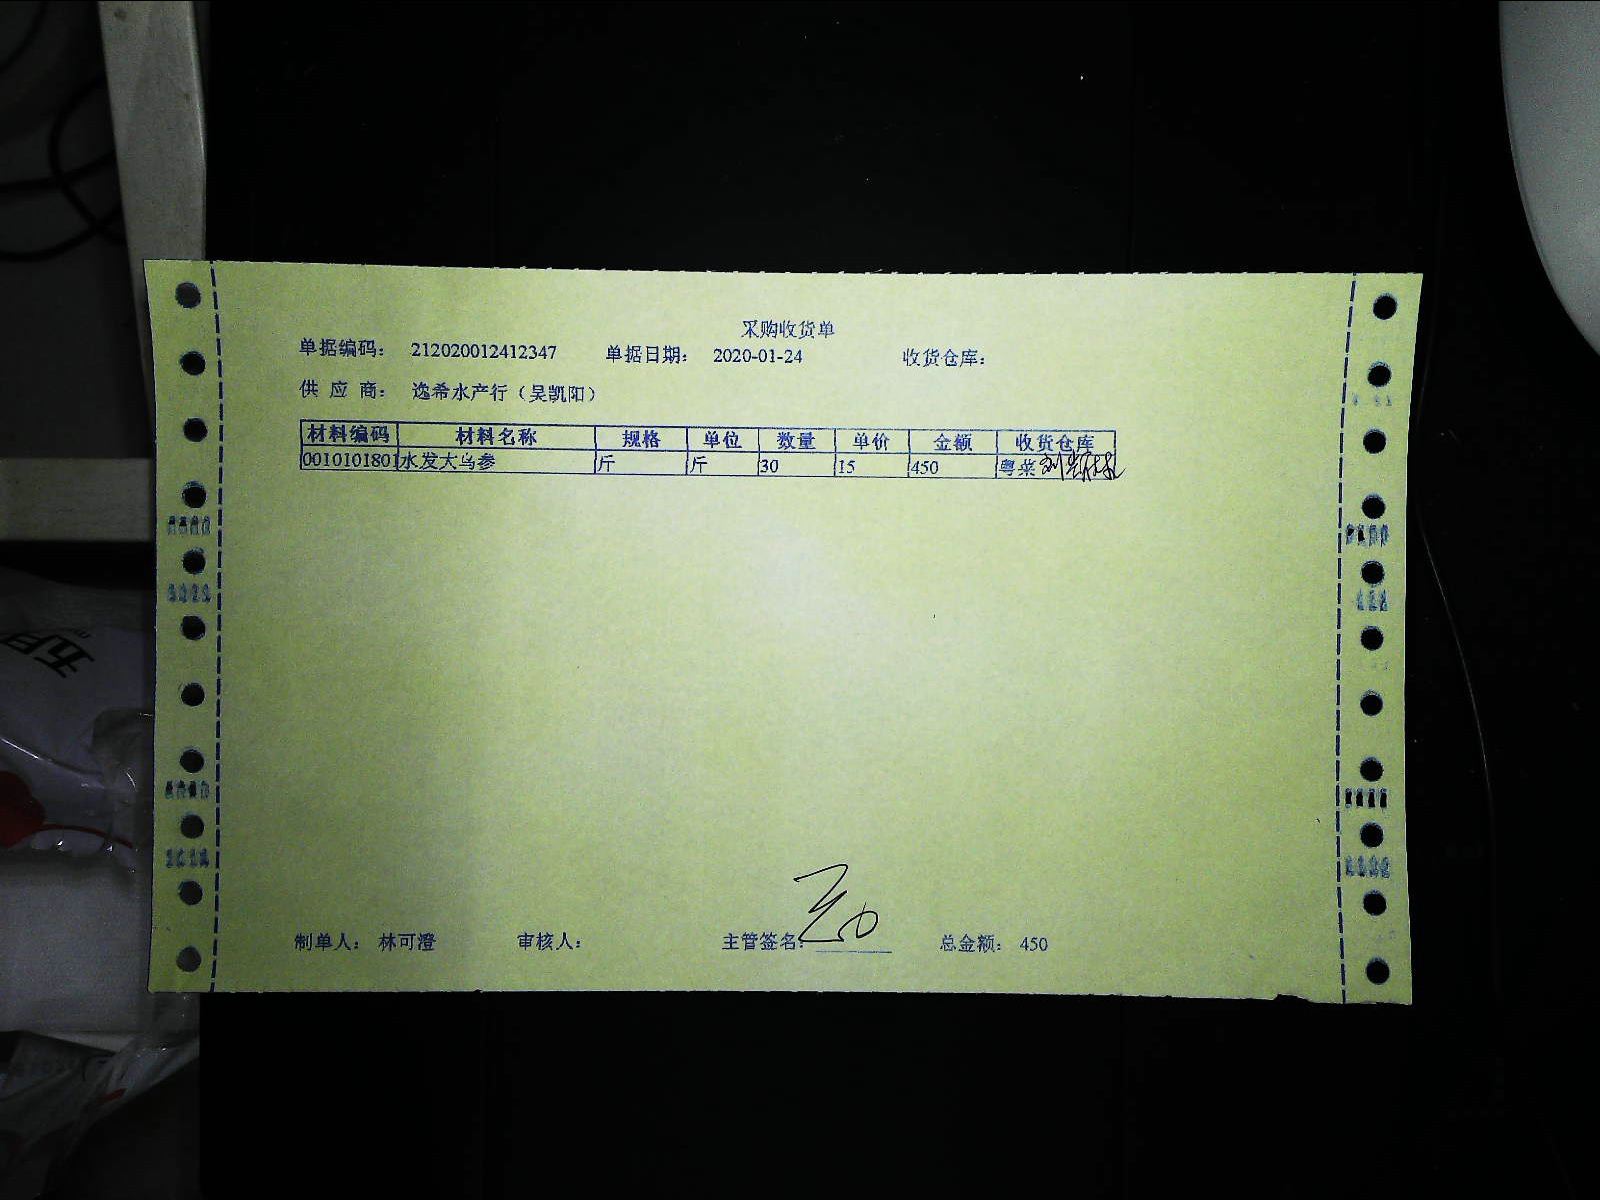 采购收货单
单据编码： 212020012412347 单据日期： 2020-01-24 收货仓库：
供 应 商： 逸希水产行（吴凯阳）
材料编码 材料名称 规格 单位 数量 单价 金额 收货仓库
0010101801 水发大乌参 斤 斤 30 15 450 粤菜
制单人： 林可澄 审核人： 主管签名： 总金额： 450